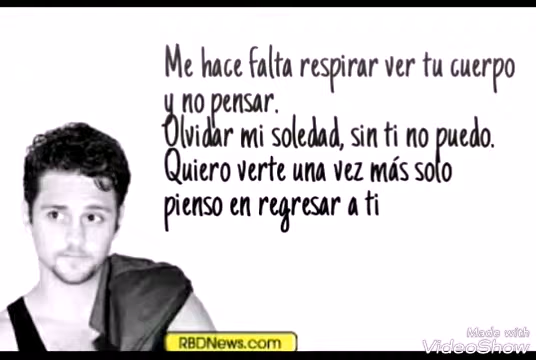 Me hace falta respirar ver tu cuerpo
y no pensar.
Olvidar mi soledad, sin ti no puedo.
Quiero verte una vez más solo
pienso en regresar a ti
RBDNews.com
Made with
VideoShow